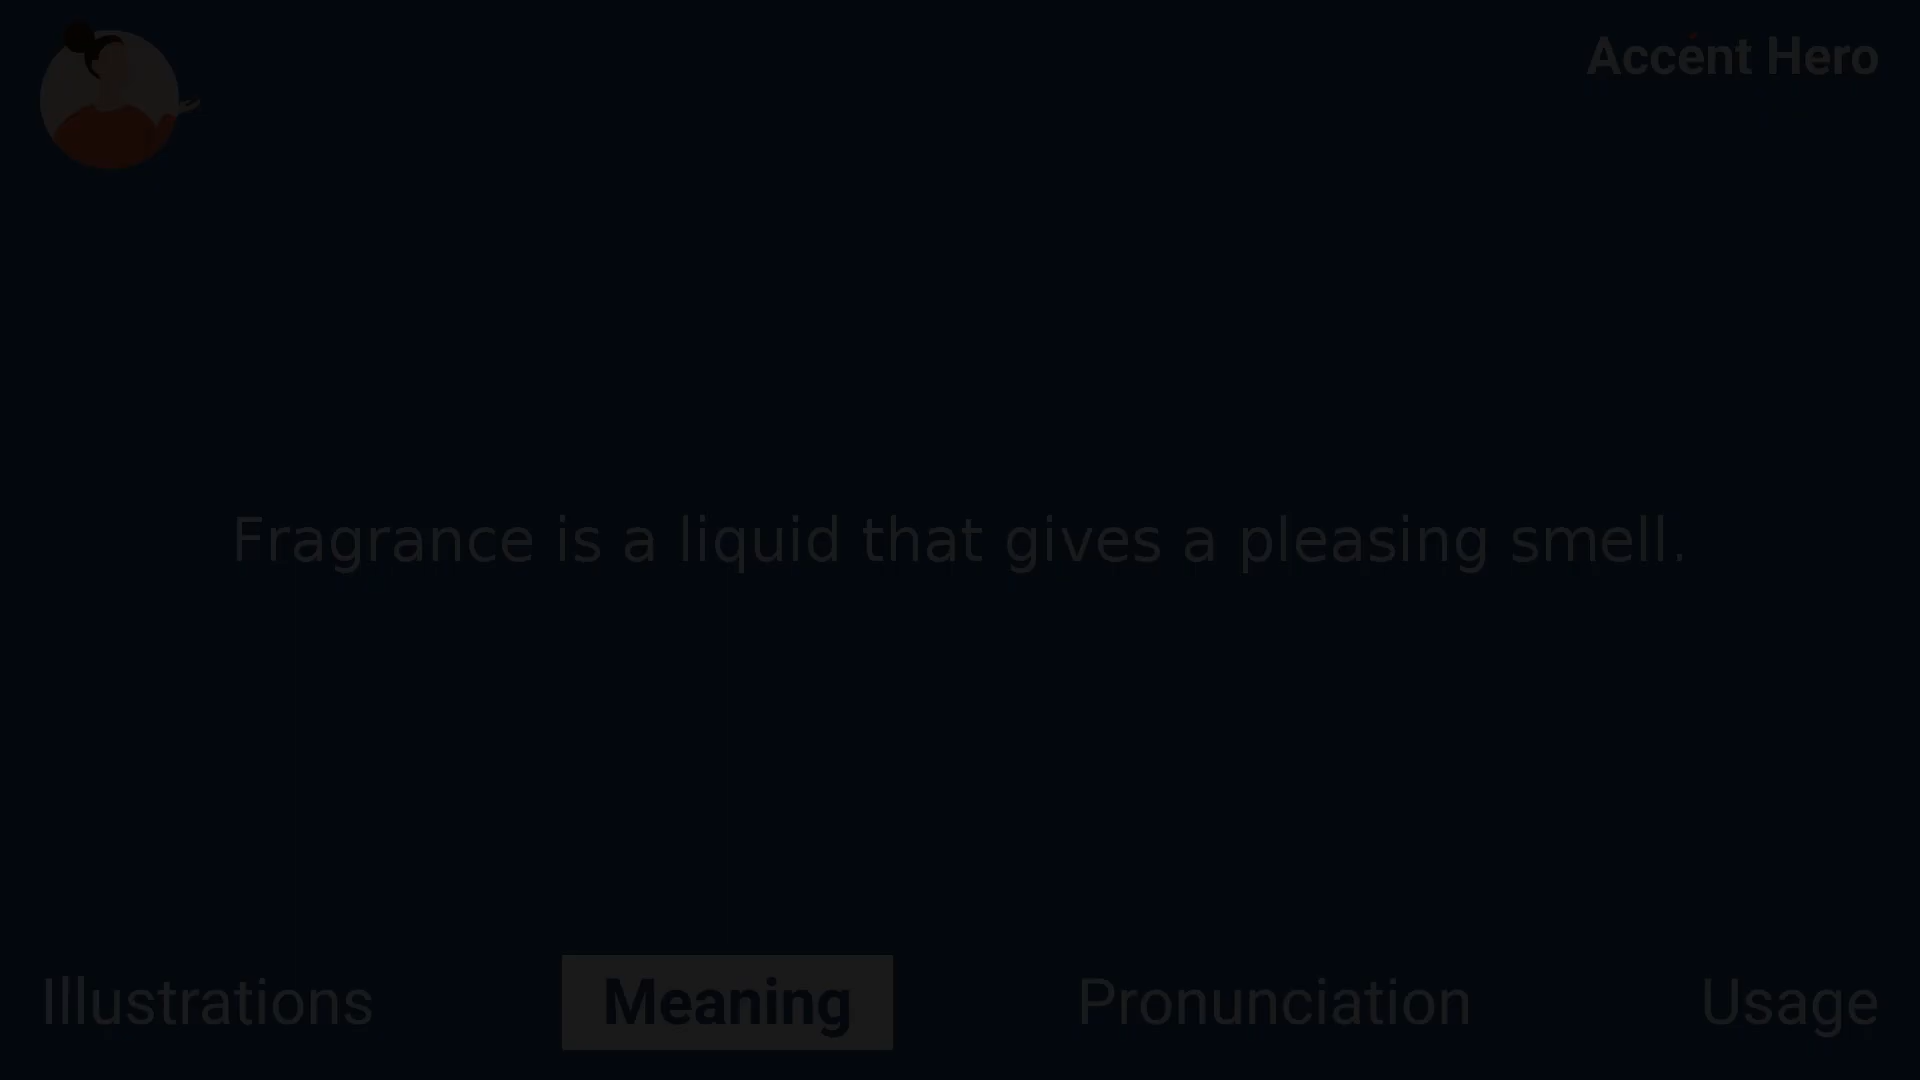 Accent Hero
Fragrance is a liquid that gives a pleasing smell.
Illustrations
Meaning
Pronunciation
Usage